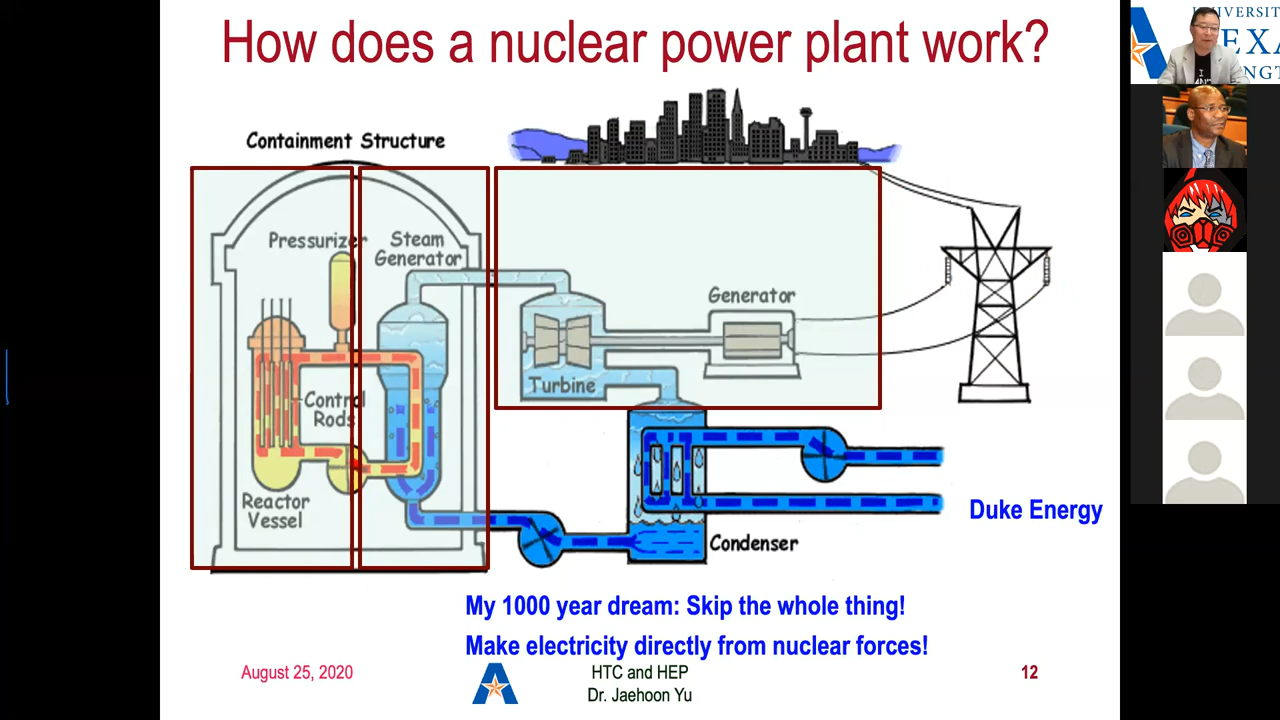 How does a nuclear power plant work?
Containment Structure
Pressurizer
Steam
Generator
Generator
Control
Rods
Turbine
Reactor
Vessel
Condenser
Duke Energy
My 1000 year dream: Skip the whole thing!
Make electricity directly from nuclear forces!
August 25, 2020
HTC and HEP
Dr. Jaehoon Yu
12